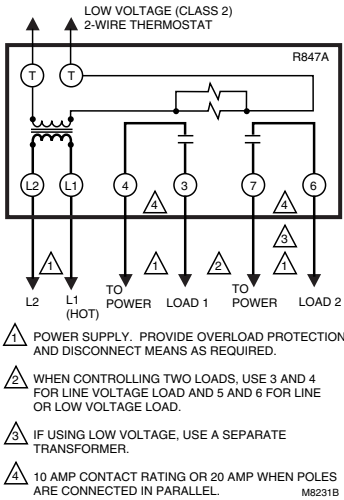 LOW VOLTAGE (CLASS 2)
2-WIRE THERMOSTAT
R847A
T T
L2 L1 4 3 7 6
4 4
3
1 1 2 1
L2 L1 (HOT) TO POWER LOAD 1 TO POWER LOAD 2
1 POWER SUPPLY. PROVIDE OVERLOAD PROTECTION
AND DISCONNECT MEANS AS REQUIRED.
2 WHEN CONTROLLING TWO LOADS, USE 3 AND 4
FOR LINE VOLTAGE LOAD AND 5 AND 6 FOR LINE
OR LOW VOLTAGE LOAD.
3 IF USING LOW VOLTAGE, USE A SEPARATE
TRANSFORMER.
4 10 AMP CONTACT RATING OR 20 AMP WHEN POLES
ARE CONNECTED IN PARALLEL.
M8231B